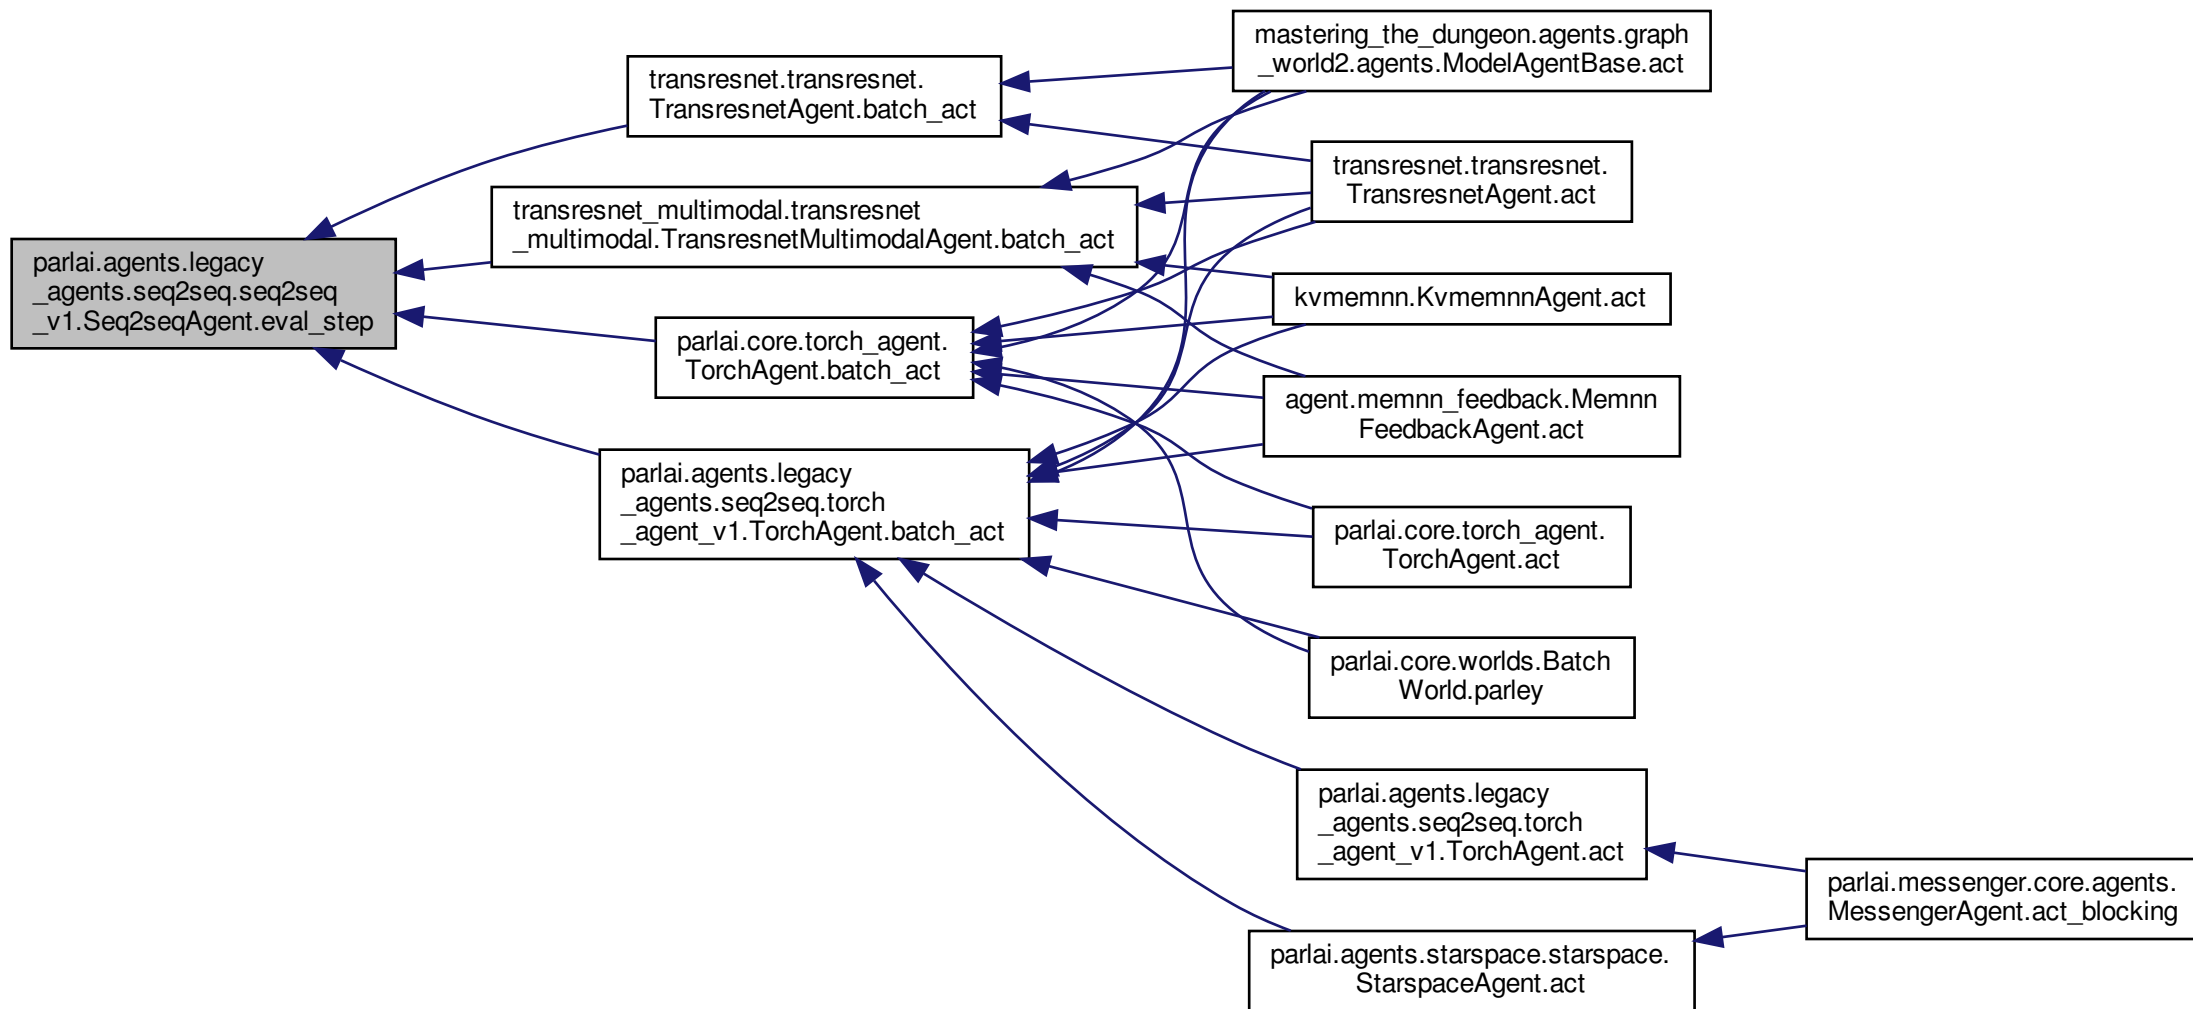 parlai.agents.legacy
_agents.seq2seq.seq2seq
_v1.Seq2seqAgent.eval_step
transresnet.transresnet.
TransresnetAgent.batch_act
transresnet_multimodal.transresnet
_multimodal.TransresnetMultimodalAgent.batch_act
parlai.core.torch_agent.
TorchAgent.batch_act
parlai.agents.legacy
_agents.seq2seq.torch
_agent_v1.TorchAgent.batch_act
mastering_the_dungeon.agents.graph
_world2.agents.ModelAgentBase.act
transresnet.transresnet.
TransresnetAgent.act
kvmemnn.KvmemnnAgent.act
agent.memnn_feedback.Memnn
FeedbackAgent.act
parlai.core.torch_agent.
TorchAgent.act
parlai.core.worlds.Batch
World.parley
parlai.agents.legacy
_agents.seq2seq.torch
_agent_v1.TorchAgent.act
parlai.agents.starspace.starspace.
StarspaceAgent.act
parlai.messenger.core.agents.
MessengerAgent.act_blocking